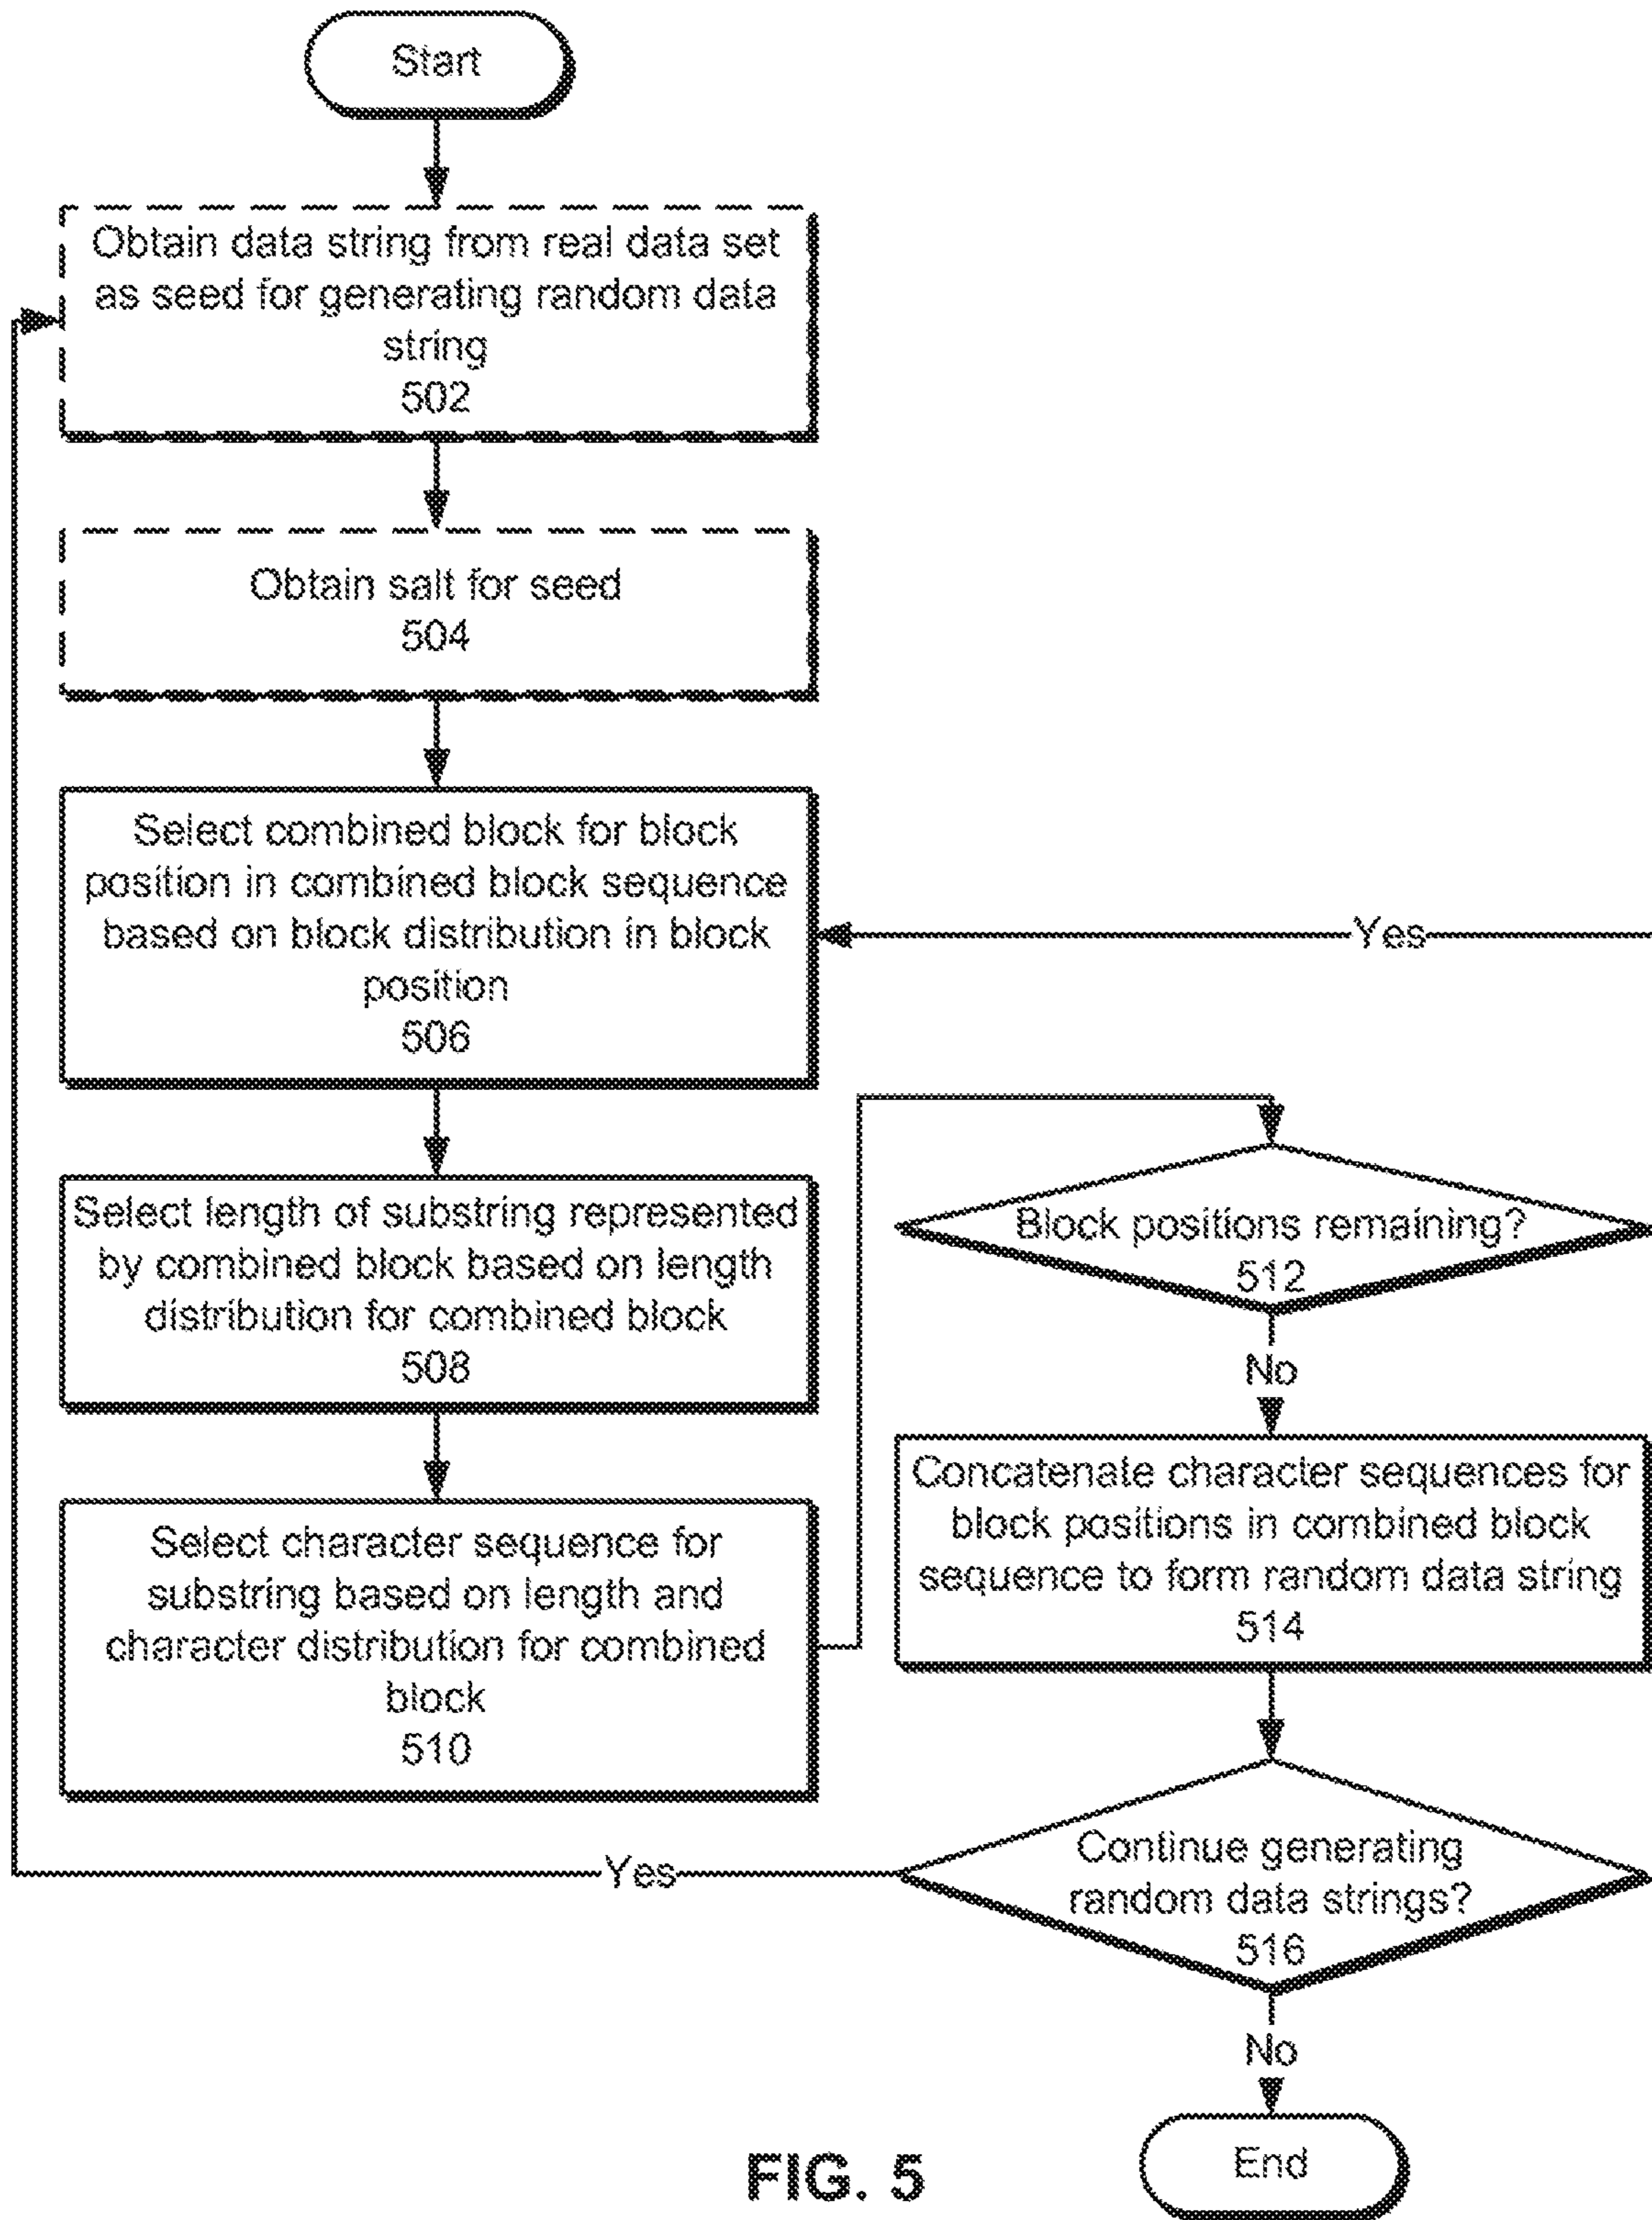 Start
Obtain data string from real data set
as seed for generating random data
string
502
Obtain salt for seed
504
Select combined block for block
position in combined block sequence
based on block distribution in block
position
506
Yes
Select length of substring represented
by combined block based on length
distribution for combined block
508
Select character sequence for
substring based on length and
character distribution for combined
block
510
Block positions remaining?
512
No
Concatenate character sequences for
block positions in combined block
sequence to form random data string
514
Continue generating
random data strings?
516
Yes
No
End
FIG. 5